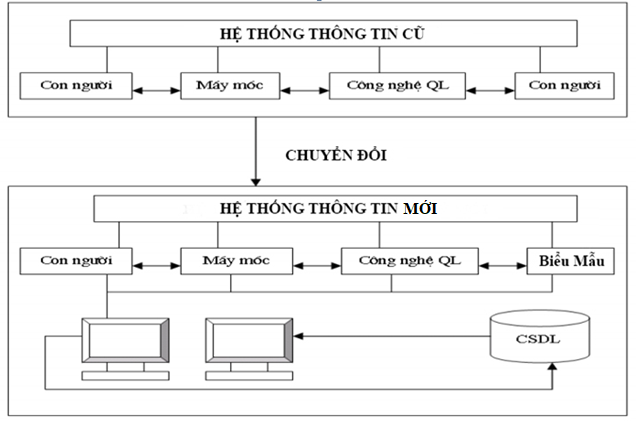 HỆ THỐNG THÔNG TIN CŨ
Con người
Máy móc
Công nghệ QL
Con người
CHUYỂN ĐỔI
HỆ THỐNG THÔNG TIN MỚI
Con người
Máy móc
Công nghệ QL
Biểu Mẫu
CSDL